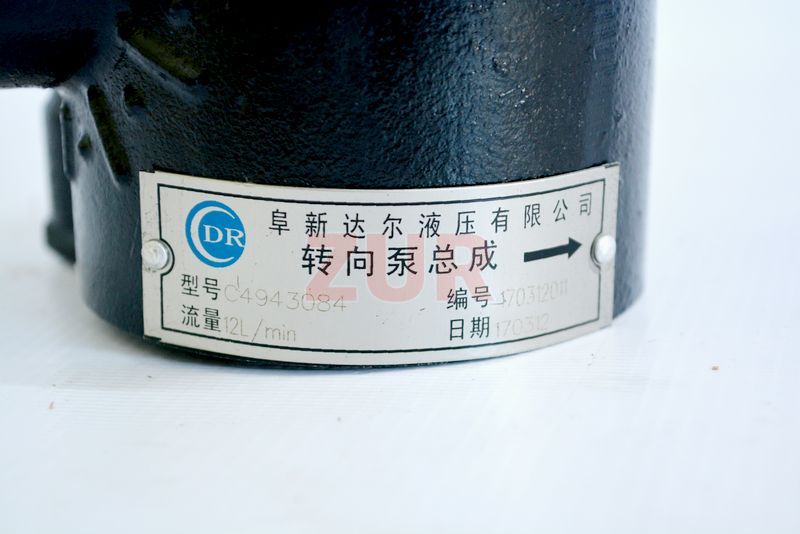 DR
阜新达尔液压有限公司
转向泵总成
ZUR
型号 C4943084
编号 170312011
流量 12L/min
日期 170312